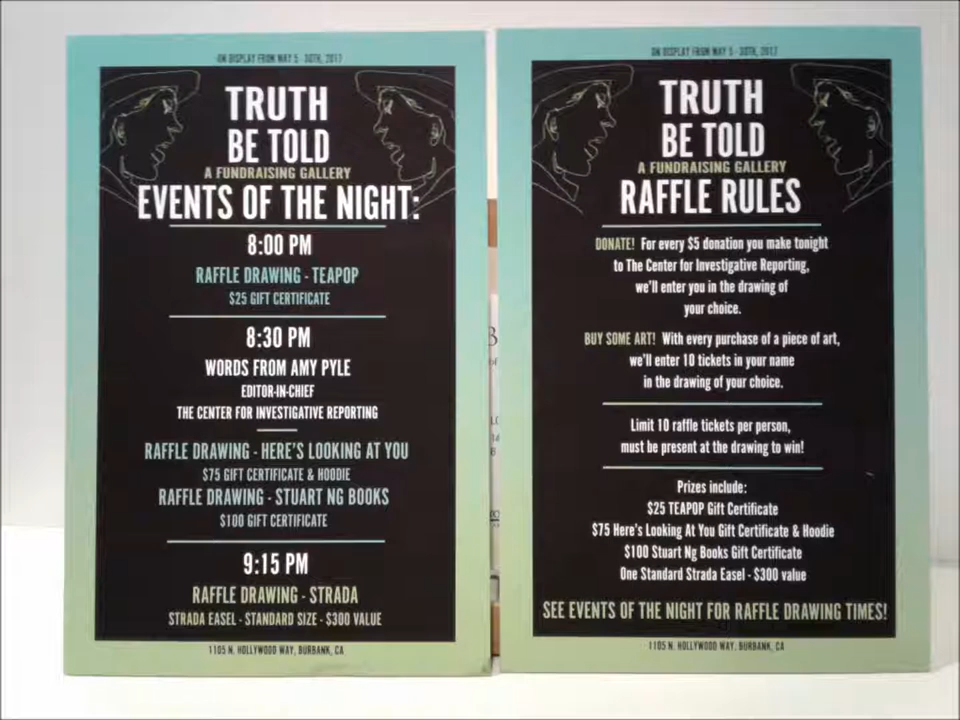 ON DISPLAY FROM MAY 5 - 30TH, 2017
TRUTH
BE TOLD
A FUNDRAISING GALLERY
EVENTS OF THE NIGHT:
8:00 PM
RAFFLE DRAWING - TEAPOP
$25 GIFT CERTIFICATE
8:30 PM
WORDS FROM AMY PYLE
EDITOR-IN-CHIEF
THE CENTER FOR INVESTIGATIVE REPORTING
RAFFLE DRAWING - HERE'S LOOKING AT YOU
$75 GIFT CERTIFICATE & HOODIE
RAFFLE DRAWING - STUART NG BOOKS
$100 GIFT CERTIFICATE
9:15 PM
RAFFLE DRAWING - STRADA
STRADA EASEL - STANDARD SIZE - $300 VALUE
1105 N. HOLLYWOOD WAY, BURBANK, CA
ON DISPLAY FROM MAY 5 - 30TH, 2017
TRUTH
BE TOLD
A FUNDRAISING GALLERY
RAFFLE RULES
DONATE! For every $5 donation you make tonight
to The Center for Investigative Reporting,
we'll enter you in the drawing of
your choice.
BUY SOME ART! With every purchase of a piece of art,
we'll enter 10 tickets in your name
in the drawing of your choice.
Limit 10 raffle tickets per person,
must be present at the drawing to win!
Prizes include:
$25 TEAPOP Gift Certificate
$75 Here's Looking At You Gift Certificate & Hoodie
$100 Stuart Ng Books Gift Certificate
One Standard Strada Easel - $300 value
SEE EVENTS OF THE NIGHT FOR RAFFLE DRAWING TIMES!
1105 N. HOLLYWOOD WAY, BURBANK, CA